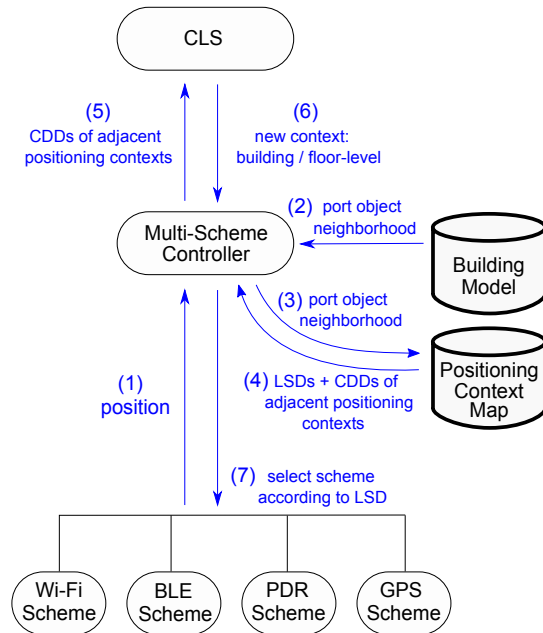 CLS
(5)
CDDs of adjacent
positioning contexts
(6)
new context:
building / floor-level
(2) port object
neighborhood
Multi-Scheme
Controller
Building
Model
(3) port object
neighborhood
(1)
position
(4) LSDs + CDDs of
adjacent positioning
contexts
Positioning
Context
Map
(7) select scheme
according to LSD
Wi-Fi
Scheme
BLE
Scheme
PDR
Scheme
GPS
Scheme